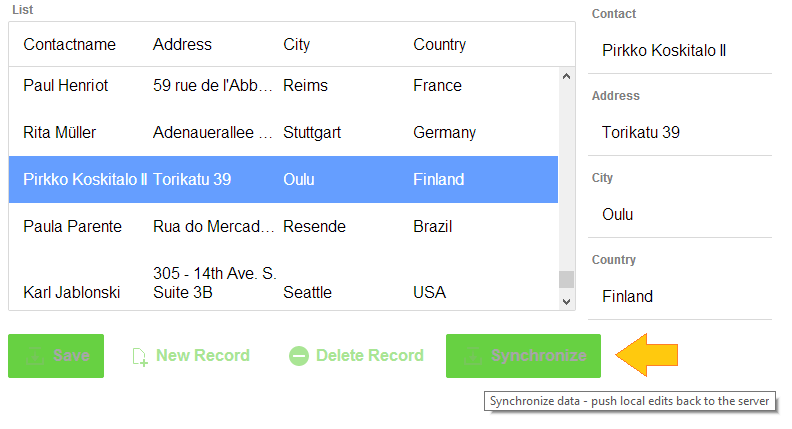 List
Contactname Address City Country
Paul Henriot 59 rue de l'Abb... Reims France
Rita Müller Adenauerallee ... Stuttgart Germany
Pirkko Koskitalo II Torikatu 39 Oulu Finland
Paula Parente Rua do Mercad... Resende Brazil
305 - 14th Ave. S.
Karl Jablonski Suite 3B Seattle USA
Contact
Pirkko Koskitalo II
Address
Torikatu 39
City
Oulu
Country
Finland
Save New Record Delete Record Synchronize
Synchronize data - push local edits back to the server